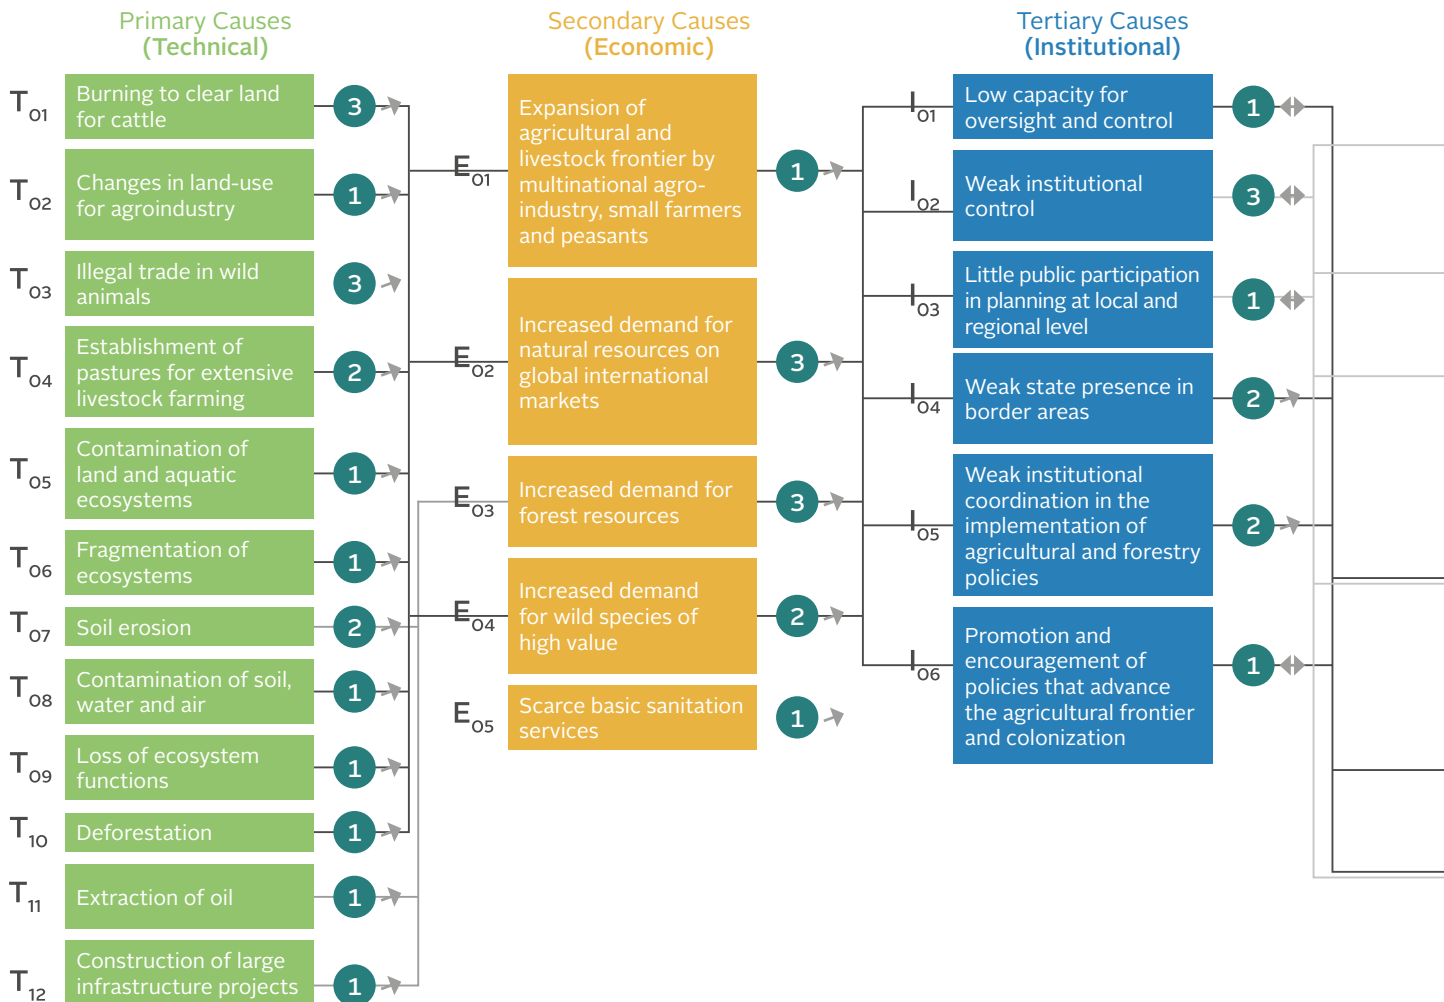 Primary Causes
(Technical)
T01
Burning to clear land
for cattle
3
T02
Changes in land-use
for agroindustry
1
T03
Illegal trade in wild
animals
3
T04
Establishment of
pastures for extensive
livestock farming
2
T05
Contamination of
land and aquatic
ecosystems
1
T06
Fragmentation of
ecosystems
1
T07
Soil erosion
2
T08
Contamination of soil,
water and air
1
T09
Loss of ecosystem
functions
1
T10
Deforestation
1
T11
Extraction of oil
1
T12
Construction of large
infrastructure projects
1
Secondary Causes
(Economic)
E01
Expansion of
agricultural and
livestock frontier by
multinational agro-
industry, small farmers
and peasants
1
E02
Increased demand for
natural resources on
global international
markets
3
E03
Increased demand for
forest resources
3
E04
Increased demand
for wild species of
high value
2
E05
Scarce basic sanitation
services
1
Tertiary Causes
(Institutional)
I01
Low capacity for
oversight and control
1
I02
Weak institutional
control
3
I03
Little public participation
in planning at local and
regional level
1
I04
Weak state presence in
border areas
2
I05
Weak institutional
coordination in the
implementation of
agricultural and forestry
policies
2
I06
Promotion and
encouragement of
policies that advance
the agricultural frontier
and colonization
1